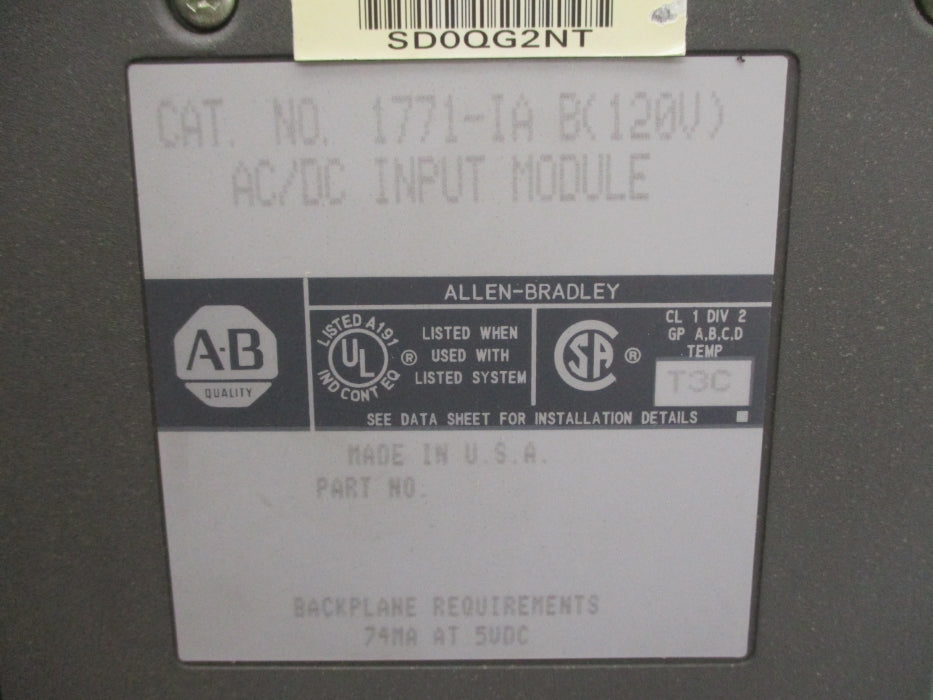 SD0QG2NT
CAT. NO. 1771-IA B(120V)
AC/DC INPUT MODULE
ALLEN-BRADLEY
A·B
QUALITY
LISTED A191
UL
IND CONT EQ
®
LISTED WHEN
USED WITH
LISTED SYSTEM
SA
®
CL 1 DIV 2
GP A,B,C,D
TEMP
T3C
SEE DATA SHEET FOR INSTALLATION DETAILS
MADE IN U.S.A.
PART NO.
BACKPLANE REQUIREMENTS
74MA AT 5VDC